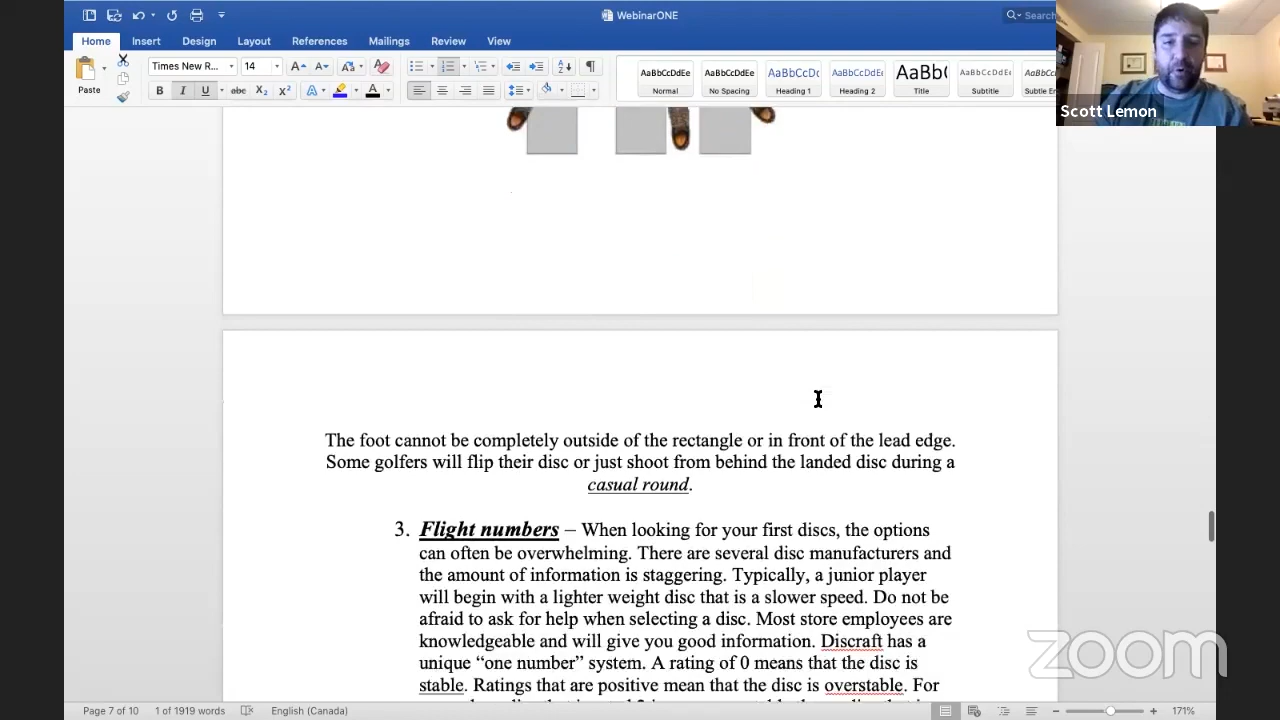 WebinarONE
Search
Home Insert Design Layout References Mailings Review View
Times New R... 14
Paste
AaBbCcDdEe AaBbCcDdEe AaBbCcDc AaBbCcDdEe AaBbC AaBbCcDdEe AaBbCcDdEe
Normal No Spacing Heading 1 Heading 2 Title Subtitle Subtle En
Scott Lemon
The foot cannot be completely outside of the rectangle or in front of the lead edge.
Some golfers will flip their disc or just shoot from behind the landed disc during a
casual round.
3. Flight numbers – When looking for your first discs, the options
can often be overwhelming. There are several disc manufacturers and
the amount of information is staggering. Typically, a junior player
will begin with a lighter weight disc that is a slower speed. Do not be
afraid to ask for help when selecting a disc. Most store employees are
knowledgeable and will give you good information. Discraft has a
unique “one number” system. A rating of 0 means that the disc is
stable. Ratings that are positive mean that the disc is overstable. For
zoom
Page 7 of 10 1 of 1919 words English (Canada) 171%